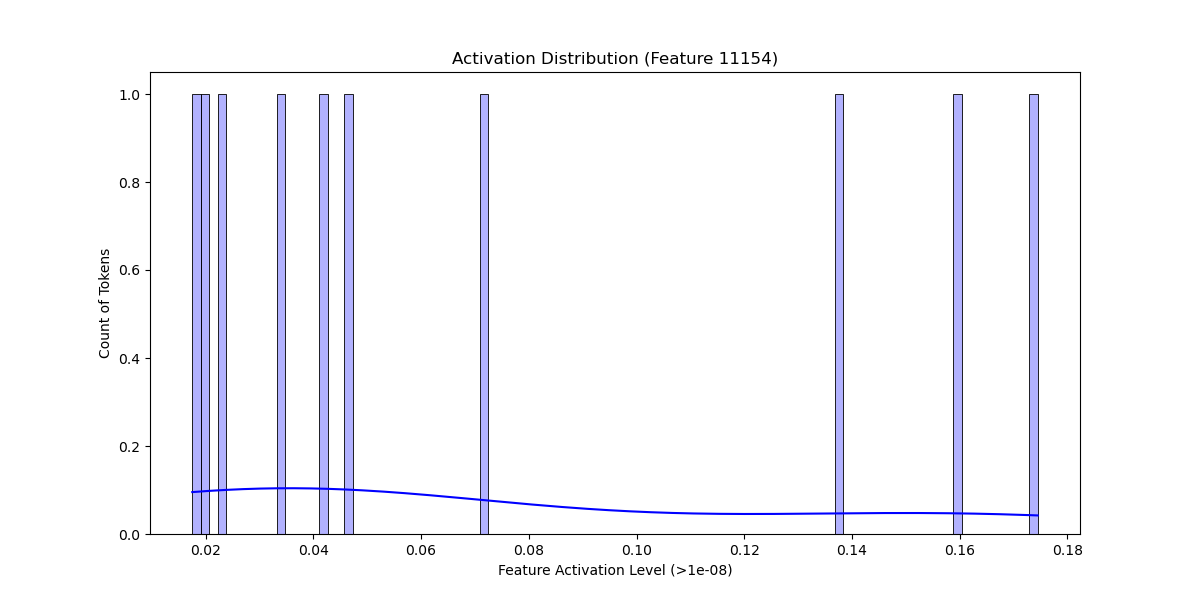 Activation Distribution (Feature 11154)
1.0
0.8
0.6
0.4
0.2
0.0
Count of Tokens
0.02 0.04 0.06 0.08 0.10 0.12 0.14 0.16 0.18
Feature Activation Level (>1e-08)